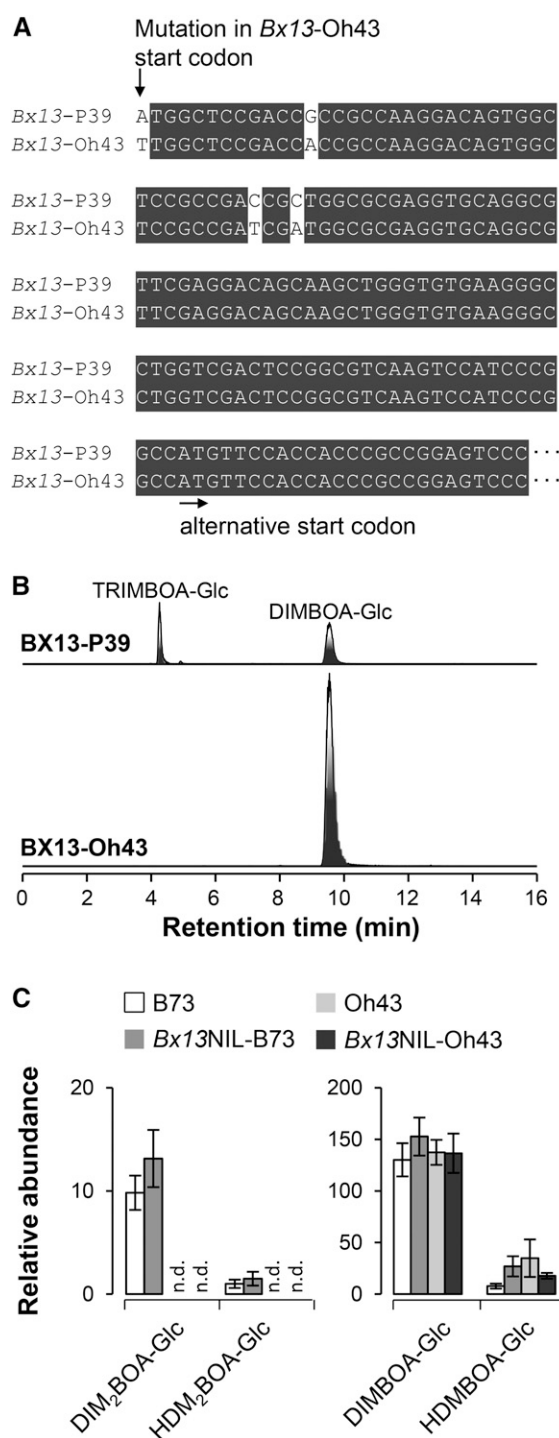 A
Mutation in Bx13-Oh43
start codon
Bx13-P39 ATGGCTCCGACCGCCGCCAAGGACAGTGGC
Bx13-Oh43 TTGGCTCCGACCACCGCCAAGGACAGTGGC
Bx13-P39 TCCGCCGACCGCTGGCGCGAGGTGCAGGCG
Bx13-Oh43 TCCGCCGATCGATGGCGCGAGGTGCAGGCG
Bx13-P39 TTCGAGGACAGCAAGCTGGGTGTGAAGGGC
Bx13-Oh43 TTCGAGGACAGCAAGCTGGGTGTGAAGGGC
Bx13-P39 CTGGTCGACTCCGGCGTCAAGTCCATCCCG
Bx13-Oh43 CTGGTCGACTCCGGCGTCAAGTCCATCCCG
Bx13-P39 GCCATGTTCCACCACCCGCCGGAGTCCC ···
Bx13-Oh43 GCCATGTTCCACCACCCGCCGGAGTCCC ···
alternative start codon
B
TRIMBOA-Glc
DIMBOA-Glc
BX13-P39
BX13-Oh43
0 2 4 6 8 10 12 14 16
Retention time (min)
C
B73 Oh43
Bx13NIL-B73 Bx13NIL-Oh43
Relative abundance
20
10
0
n.d. n.d. n.d. n.d.
DIM₂BOA-Glc
HDM₂BOA-Glc
200
150
100
50
0
DIMBOA-Glc
HDMBOA-Glc